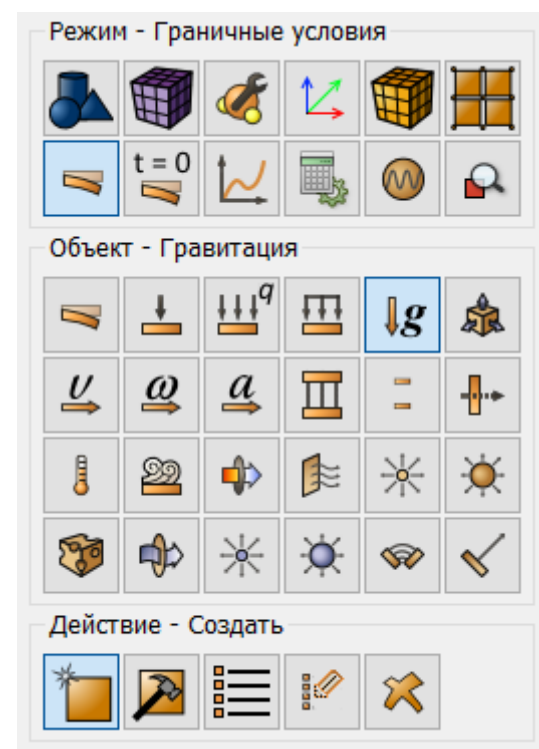 Режим - Граничные условия
t = 0
Объект - Гравитация
q
g
υ ω a
Действие - Создать